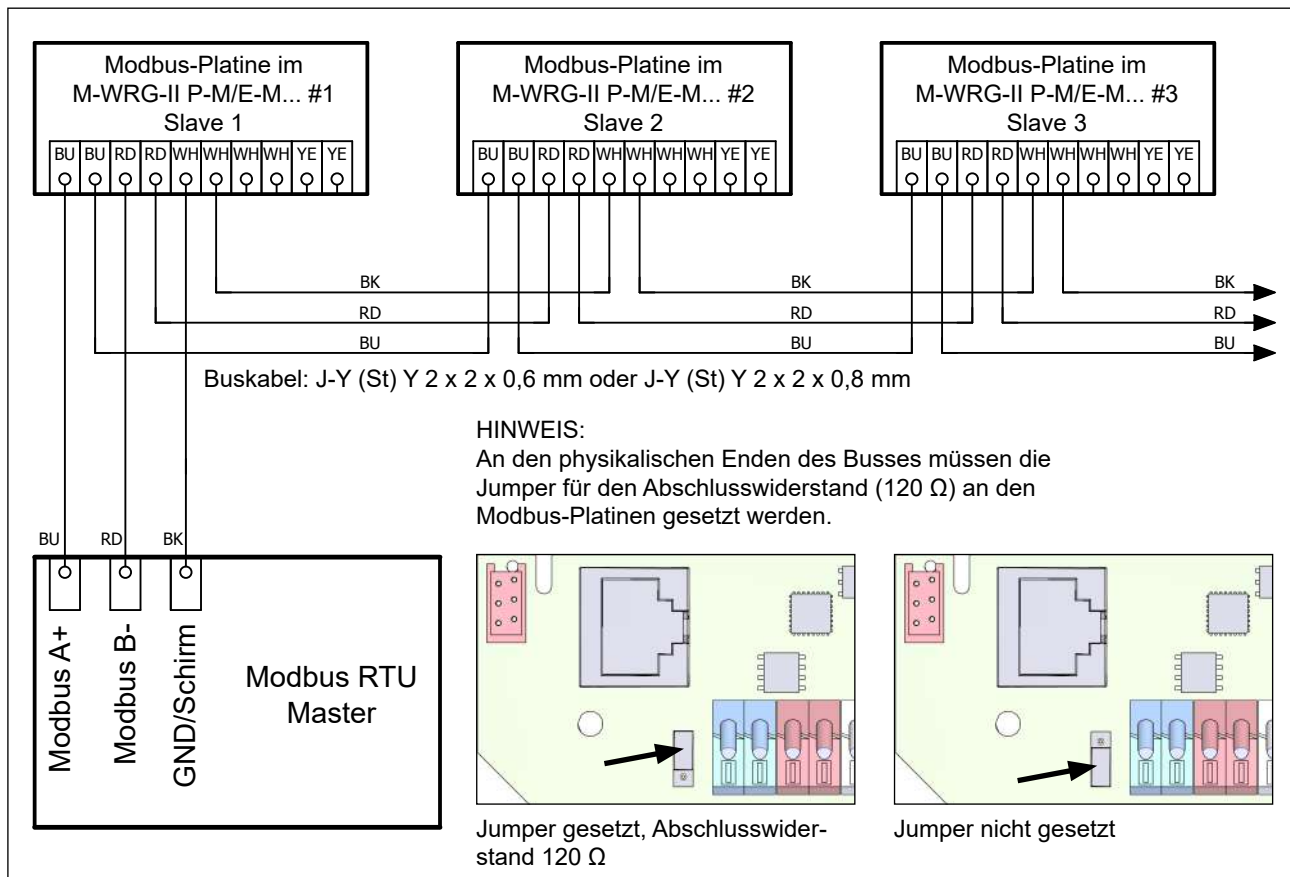 Modbus-Platine im
M-WRG-II P-M/E-M... #1
Slave 1
BU BU RD RD WH WH WH WH YE YE
Modbus-Platine im
M-WRG-II P-M/E-M... #2
Slave 2
BU BU RD RD WH WH WH WH YE YE
Modbus-Platine im
M-WRG-II P-M/E-M... #3
Slave 3
BU BU RD RD WH WH WH WH YE YE
BK BK BK
RD RD RD
BU BU BU
Buskabel: J-Y (St) Y 2 x 2 x 0,6 mm oder J-Y (St) Y 2 x 2 x 0,8 mm
HINWEIS:
An den physikalischen Enden des Busses müssen die
Jumper für den Abschlusswiderstand (120 Ω) an den
Modbus-Platinen gesetzt werden.
BU RD BK
Modbus A+
Modbus B-
GND/Schirm
Modbus RTU
Master
Jumper gesetzt, Abschlusswider-
stand 120 Ω
Jumper nicht gesetzt